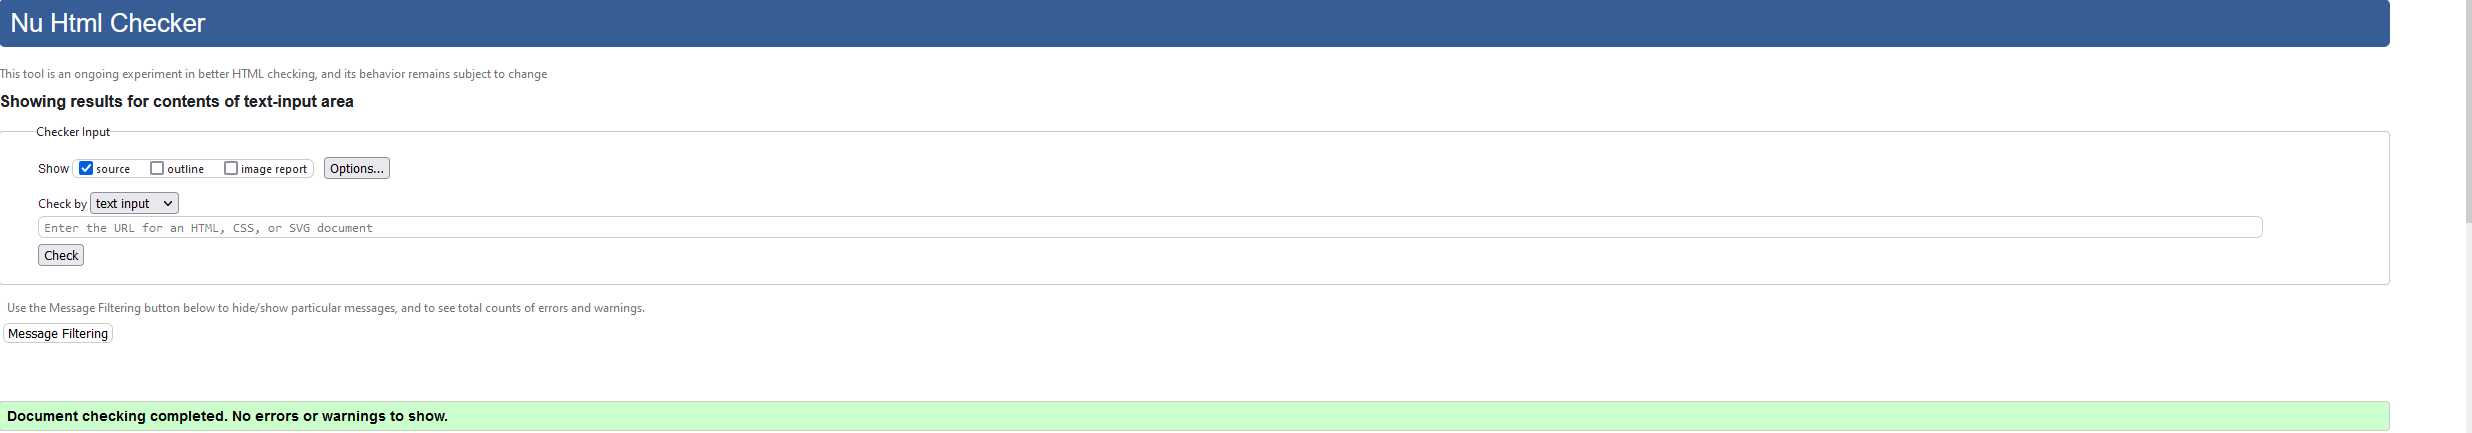 Nu Html Checker
This tool is an ongoing experiment in better HTML checking, and its behavior remains subject to change
Showing results for contents of text-input area
Checker Input
Show source outline image report Options...
Check by text input
Enter the URL for an HTML, CSS, or SVG document
Check
Use the Message Filtering button below to hide/show particular messages, and to see total counts of errors and warnings.
Message Filtering
Document checking completed. No errors or warnings to show.